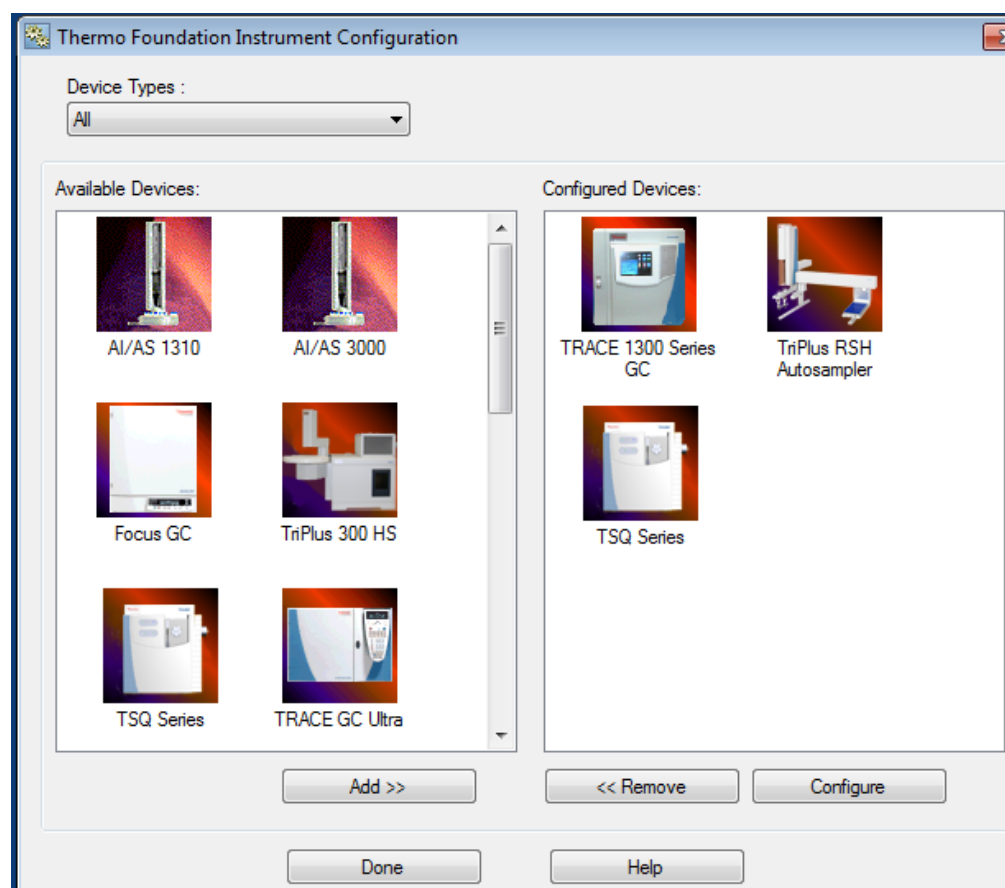 Thermo Foundation Instrument Configuration
Device Types :
All
Available Devices:
AI/AS 1310
AI/AS 3000
Focus GC
TriPlus 300 HS
TSQ Series
TRACE GC Ultra
Add >>
Configured Devices:
TRACE 1300 Series
GC
TriPlus RSH
Autosampler
TSQ Series
<< Remove
Configure
Done
Help